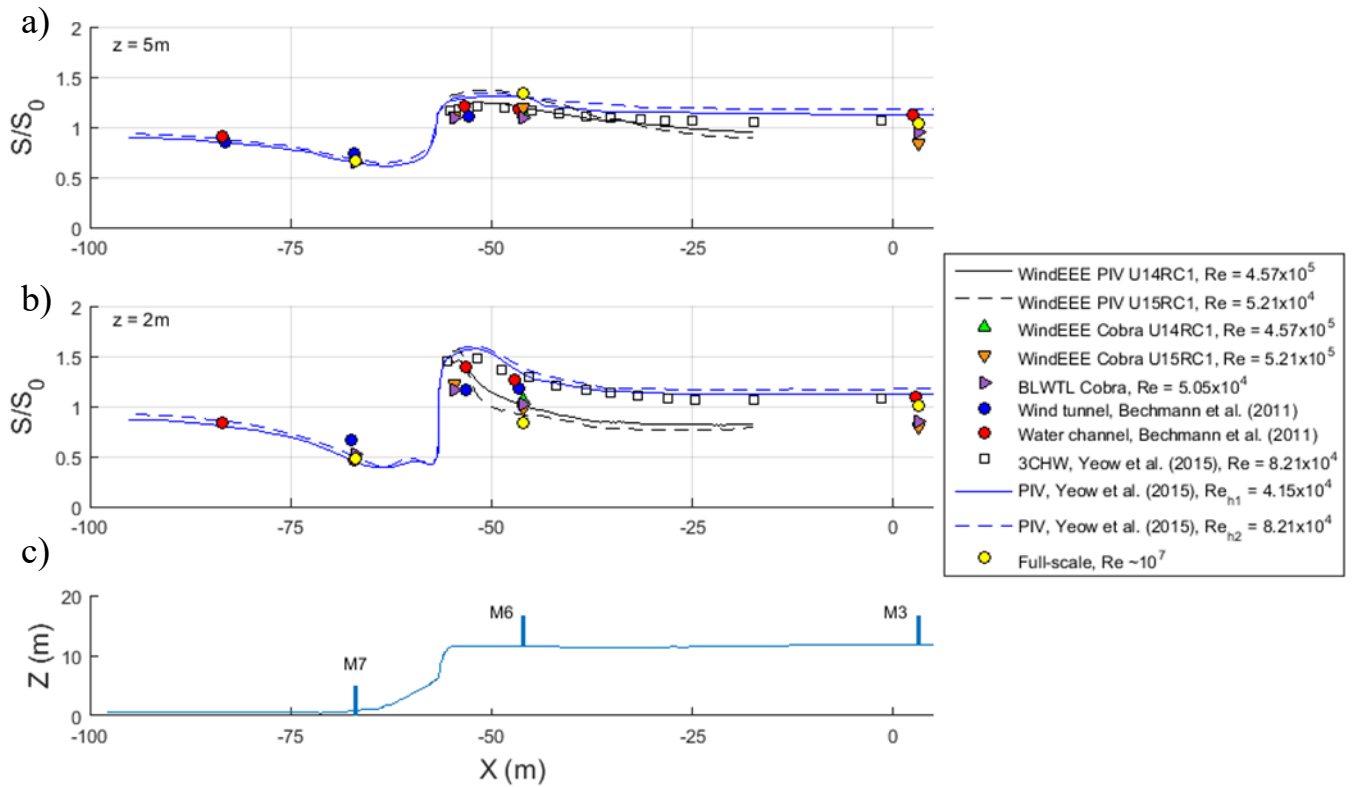 a)
z = 5m
2
1.5
1
0.5
0
S/S0
-100 -75 -50 -25 0
b)
z = 2m
2
1.5
1
0.5
0
S/S0
-100 -75 -50 -25 0
WindEEE PIV U14RC1, Re = 4.57x10^5
WindEEE PIV U15RC1, Re = 5.21x10^4
WindEEE Cobra U14RC1, Re = 4.57x10^5
WindEEE Cobra U15RC1, Re = 5.21x10^5
BLWTL Cobra, Re = 5.05x10^4
Wind tunnel, Bechmann et al. (2011)
Water channel, Bechmann et al. (2011)
3CHW, Yeow et al. (2015), Re = 8.21x10^4
PIV, Yeow et al. (2015), Re_h1 = 4.15x10^4
PIV, Yeow et al. (2015), Re_h2 = 8.21x10^4
Full-scale, Re ~10^7
c)
20
10
0
Z (m)
M7
M6
M3
-100 -75 -50 -25 0
X (m)